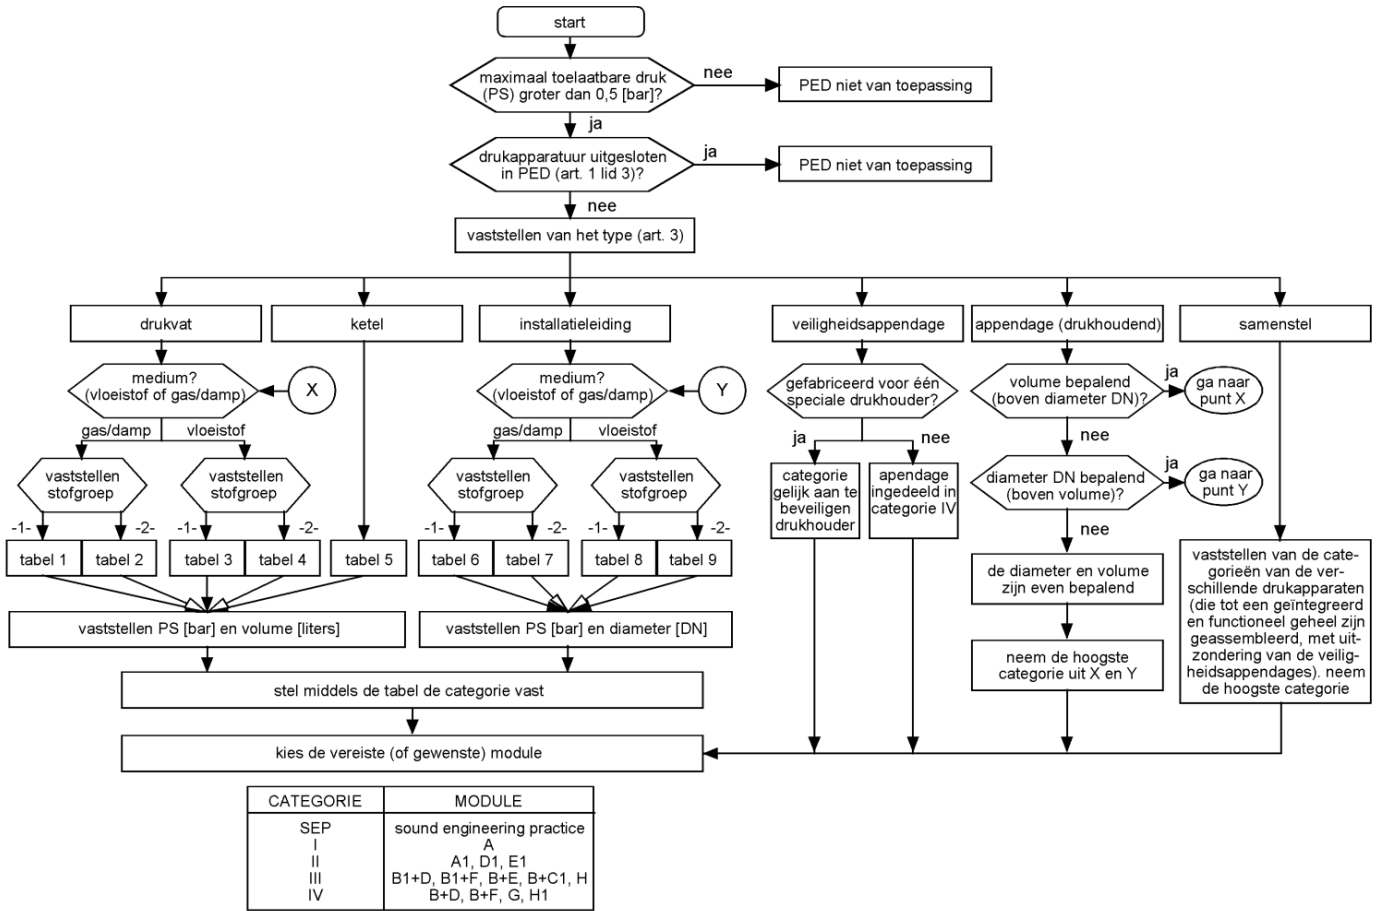 start
maximaal toelaatbare druk
(PS) groter dan 0,5 [bar]?
nee
PED niet van toepassing
ja
drukapparatuur uitgesloten
in PED (art. 1 lid 3)?
ja
PED niet van toepassing
nee
vaststellen van het type (art. 3)
drukvat
ketel
installatieleiding
veiligheidsappendage
appendage (drukhoudend)
samenstel
medium?
(vloeistof of gas/damp)
X
medium?
(vloeistof of gas/damp)
Y
gefabriceerd voor één
speciale drukhouder?
volume bepalend
(boven diameter DN)?
ja
ga naar
punt X
gas/damp
vloeistof
gas/damp
vloeistof
ja
nee
nee
vaststellen
stofgroep
vaststellen
stofgroep
vaststellen
stofgroep
vaststellen
stofgroep
categorie
gelijk aan te
beveiligen
drukhouder
apendage
ingedeeld in
categorie IV
diameter DN bepalend
(boven volume)?
ja
ga naar
punt Y
nee
-1-
-2-
-1-
-2-
-1-
-2-
-1-
-2-
tabel 1
tabel 2
tabel 3
tabel 4
tabel 5
tabel 6
tabel 7
tabel 8
tabel 9
de diameter en volume
zijn even bepalend
vaststellen van de cate-
gorieën van de ver-
schillende drukapparaten
(die tot een geïntegreerd
en functioneel geheel zijn
geassembleerd, met uit-
zondering van de veilig-
heidsappendages). neem
de hoogste categorie
vaststellen PS [bar] en volume [liters]
vaststellen PS [bar] en diameter [DN]
neem de hoogste
categorie uit X en Y
stel middels de tabel de categorie vast
kies de vereiste (of gewenste) module
CATEGORIE MODULE
SEP sound engineering practice
I A
II A1, D1, E1
III B1+D, B1+F, B+E, B+C1, H
IV B+D, B+F, G, H1